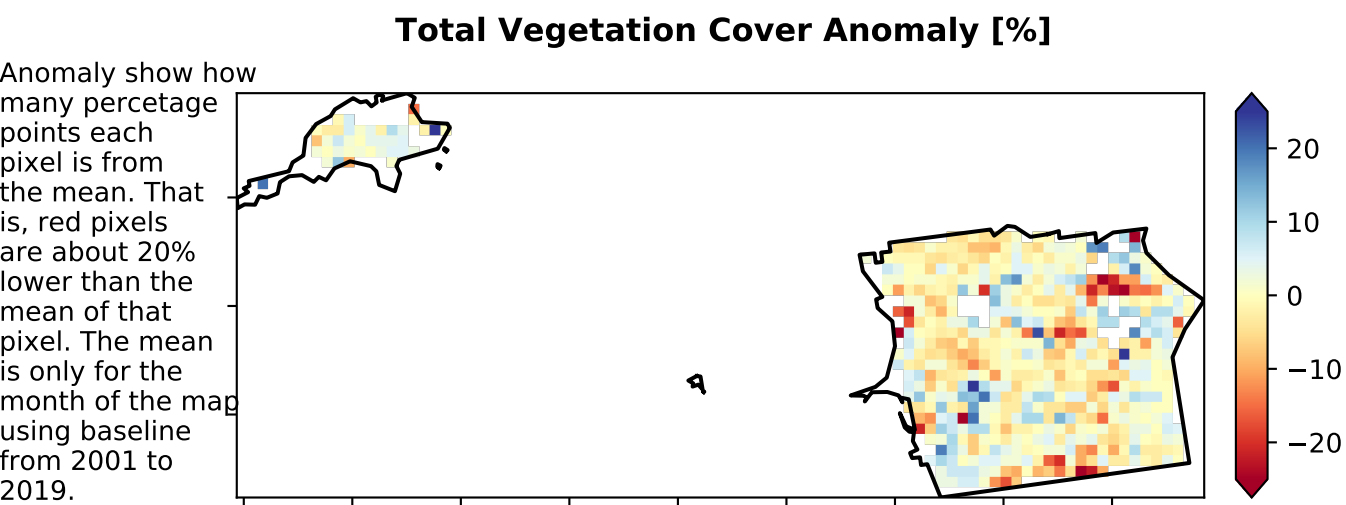 Total Vegetation Cover Anomaly [%]
Anomaly show how
many percetage
points each
pixel is from
the mean. That
is, red pixels
are about 20%
lower than the
mean of that
pixel. The mean
is only for the
month of the map
using baseline
from 2001 to
2019.
20
10
0
−10
−20